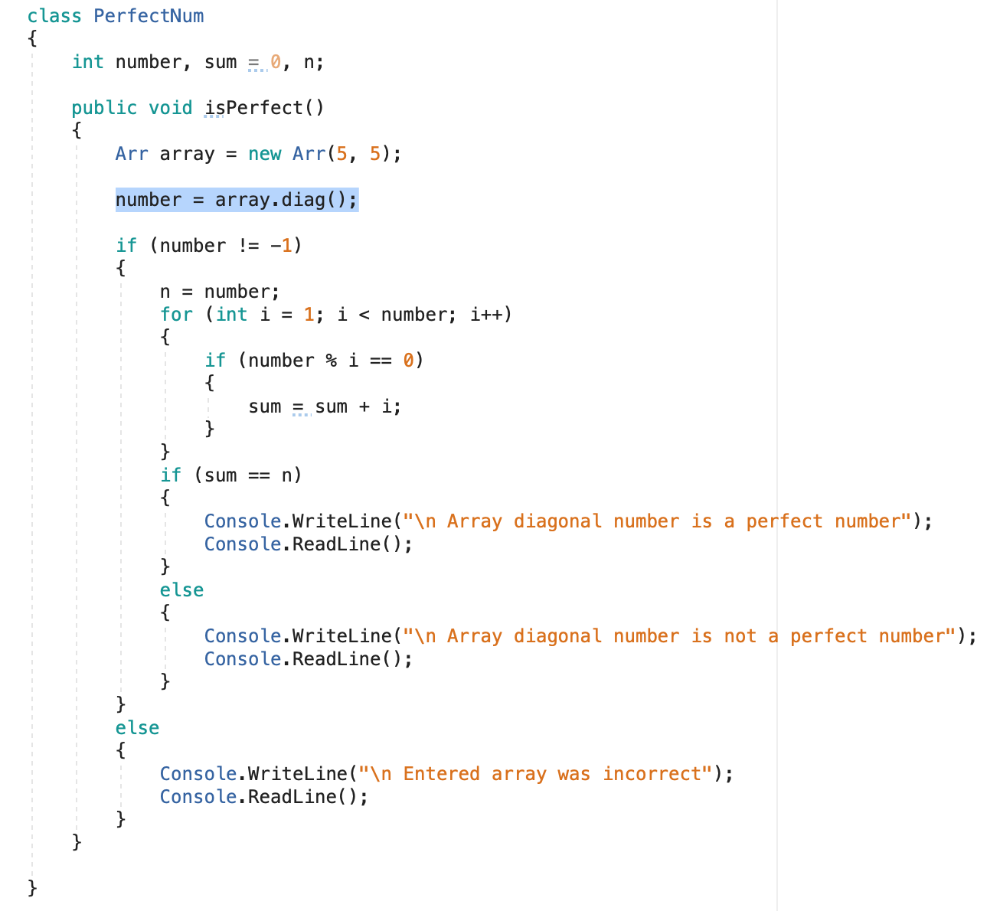 class PerfectNum
{
    int number, sum = 0, n;

    public void isPerfect()
    {
        Arr array = new Arr(5, 5);

        number = array.diag();

        if (number != -1)
        {
            n = number;
            for (int i = 1; i < number; i++)
            {
                if (number % i == 0)
                {
                    sum = sum + i;
                }
            }
            if (sum == n)
            {
                Console.WriteLine("\n Array diagonal number is a perfect number");
                Console.ReadLine();
            }
            else
            {
                Console.WriteLine("\n Array diagonal number is not a perfect number");
                Console.ReadLine();
            }
        }
        else
        {
            Console.WriteLine("\n Entered array was incorrect");
            Console.ReadLine();
        }
    }

}